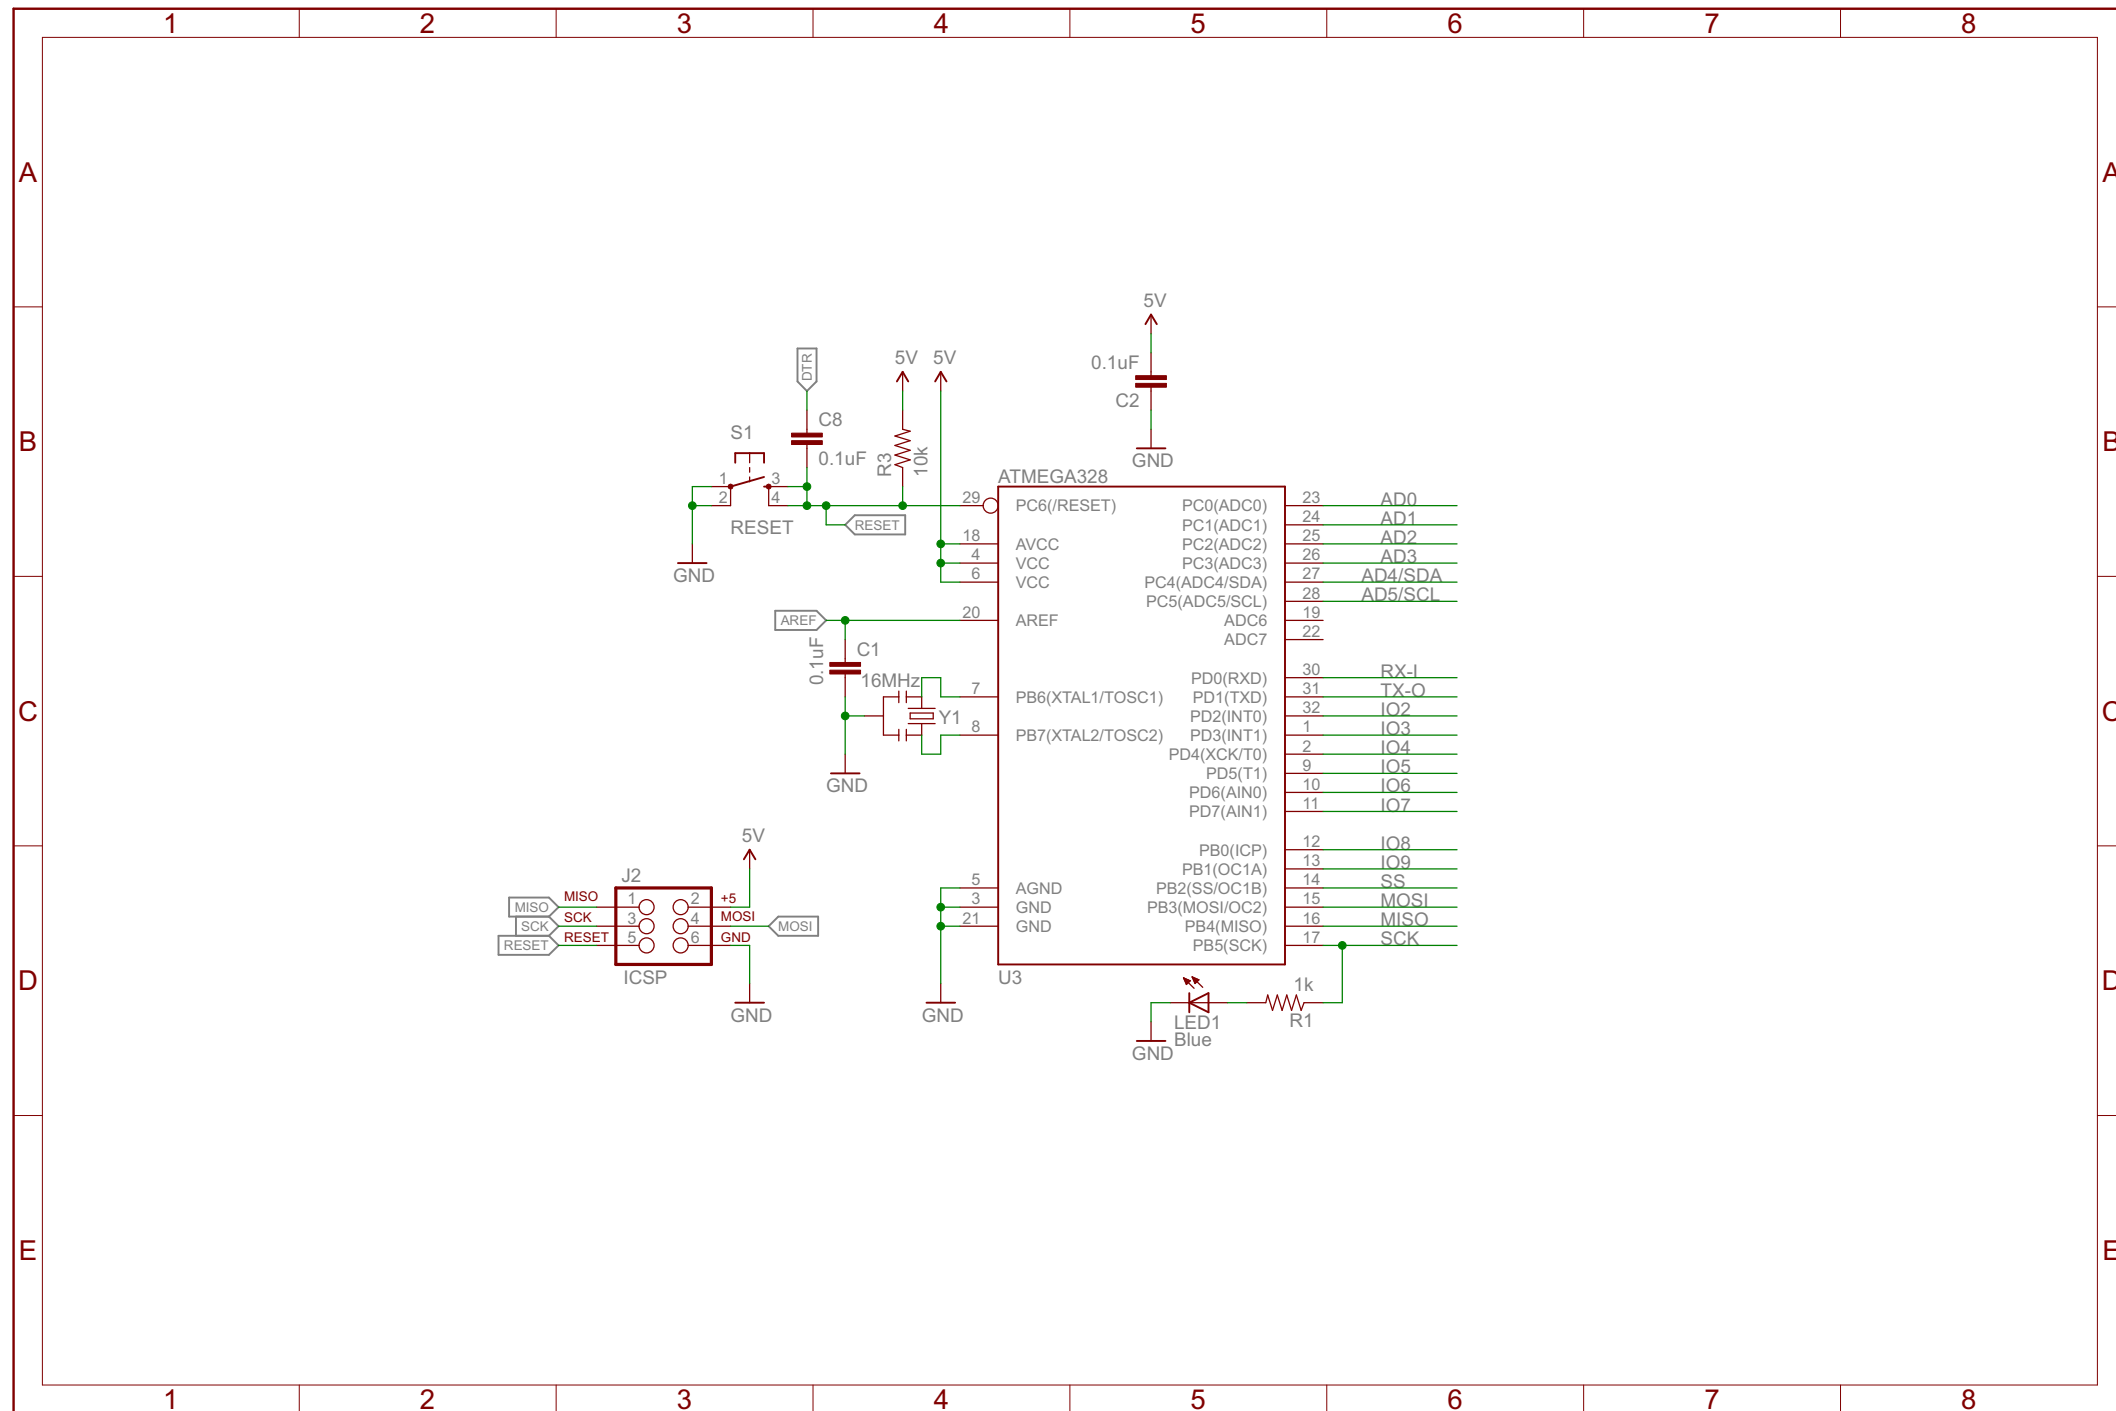 1 2 3 4 5 6 7 8
A A
5V
5V 5V
DTR
0.1uF
C2
GND
C8
0.1uF
S1
1 3
2 4
RESET
R3
10k
RESET
GND
ATMEGA328
29 PC6(/RESET) PC0(ADC0) 23 AD0
PC1(ADC1) 24 AD1
18 AVCC PC2(ADC2) 25 AD2
4 VCC PC3(ADC3) 26 AD3
6 VCC PC4(ADC4/SDA) 27 AD4/SDA
PC5(ADC5/SCL) 28 AD5/SCL
AREF 20 AREF ADC6 19
ADC7 22
0.1uF C1
16MHz
PD0(RXD) 30 RX-I
7 PB6(XTAL1/TOSC1) PD1(TXD) 31 TX-O
Y1 PD2(INT0) 32 IO2
8 PB7(XTAL2/TOSC2) PD3(INT1) 1 IO3
PD4(XCK/T0) 2 IO4
PD5(T1) 9 IO5
GND PD6(AIN0) 10 IO6
PD7(AIN1) 11 IO7
PB0(ICP) 12 IO8
PB1(OC1A) 13 IO9
5 AGND PB2(SS/OC1B) 14 SS
3 GND PB3(MOSI/OC2) 15 MOSI
21 GND PB4(MISO) 16 MISO
PB5(SCK) 17 SCK
U3
GND
5V
J2
MISO MISO 1 2 +5
SCK SCK 3 4 MOSI MOSI
RESET RESET 5 6 GND
ICSP
GND
1k
R1
LED1
Blue
GND
B B
C C
D D
E E
1 2 3 4 5 6 7 8